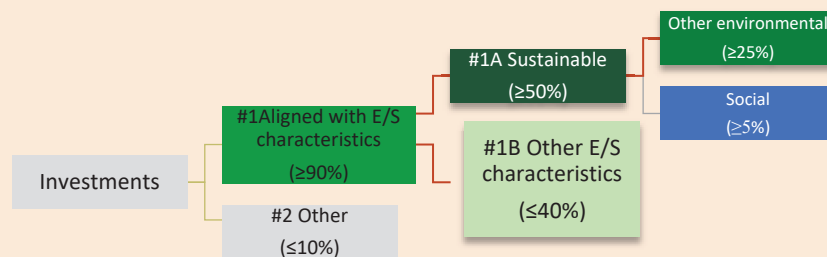 Investments
#1Aligned with E/S
characteristics
(≥90%)
#2 Other
(≤10%)
#1A Sustainable
(≥50%)
#1B Other E/S
characteristics
(≤40%)
Other environmental
(≥25%)
Social
(≥5%)